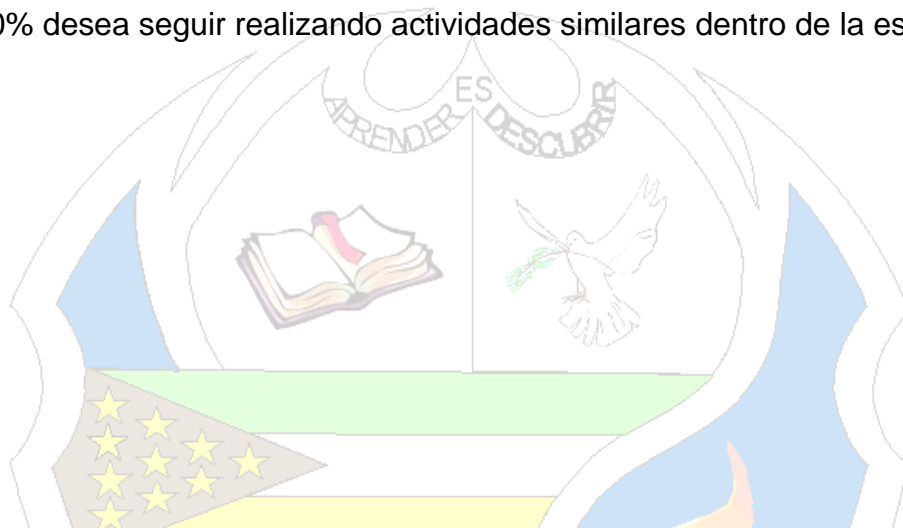 0% desea seguir realizando actividades similares dentro de la es
APRENDER ES DESCUBRIR